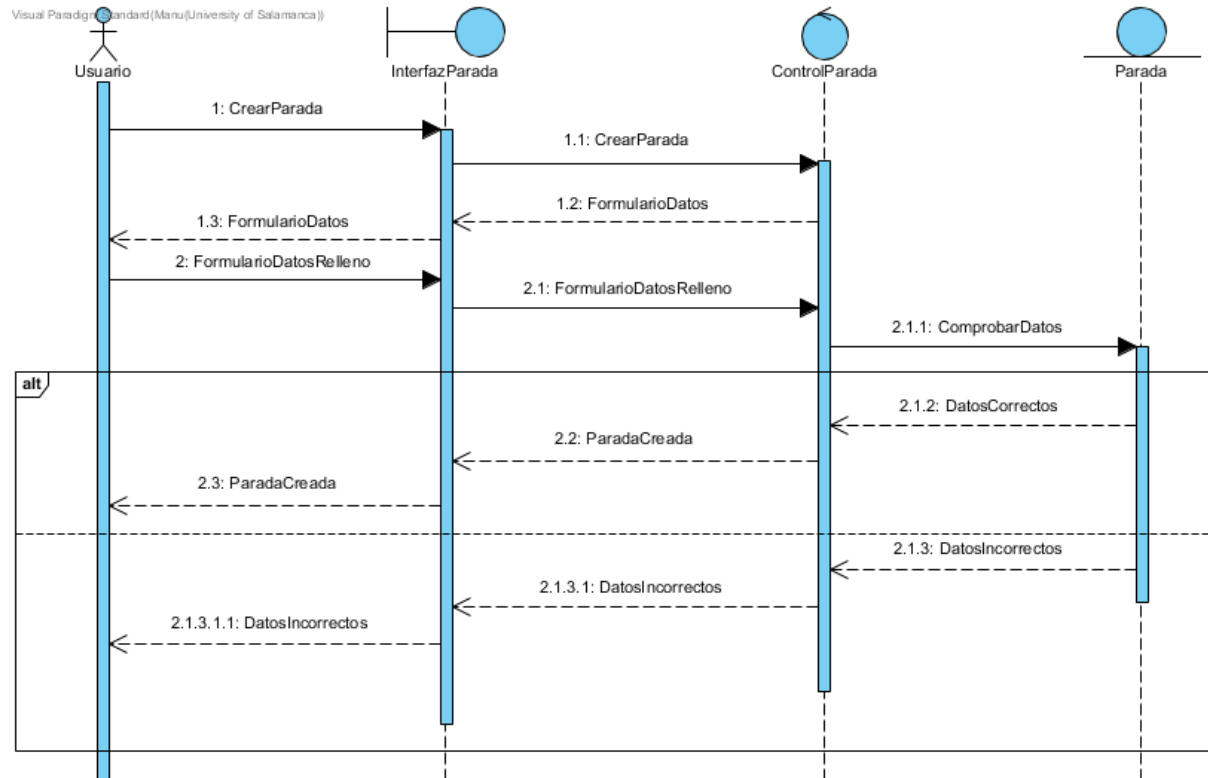 Visual Paradigm Standard(Manu(University of Salamanca))
Usuario
InterfazParada
ControlParada
Parada
1: CrearParada
1.1: CrearParada
1.2: FormularioDatos
1.3: FormularioDatos
2: FormularioDatosRelleno
2.1: FormularioDatosRelleno
2.1.1: ComprobarDatos
alt
2.1.2: DatosCorrectos
2.2: ParadaCreada
2.3: ParadaCreada
2.1.3: DatosIncorrectos
2.1.3.1: DatosIncorrectos
2.1.3.1.1: DatosIncorrectos